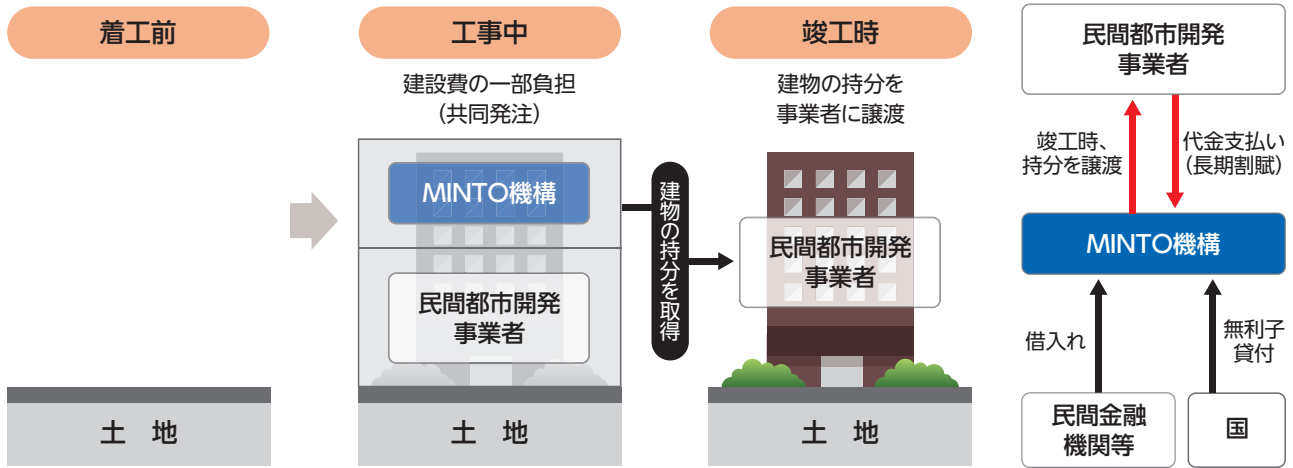 着工前
土　地
工事中
建設費の一部負担
(共同発注)
MINTO機構
民間都市開発
事業者
土　地
建物の持分を取得
竣工時
建物の持分を
事業者に譲渡
民間都市開発
事業者
土　地
民間都市開発
事業者
竣工時、
持分を譲渡
代金支払い
(長期割賦)
MINTO機構
借入れ
無利子
貸付
民間金融
機関等
国